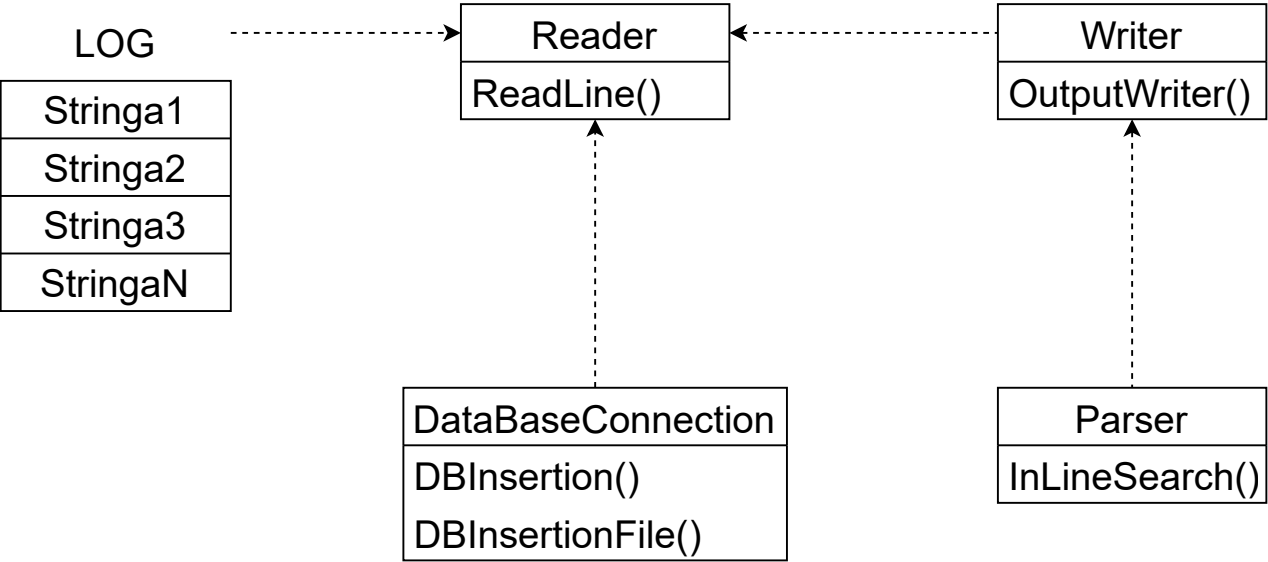 LOG
Stringa1
Stringa2
Stringa3
StringaN
Reader
ReadLine()
Writer
OutputWriter()
DataBaseConnection
DBInsertion()
DBInsertionFile()
Parser
InLineSearch()